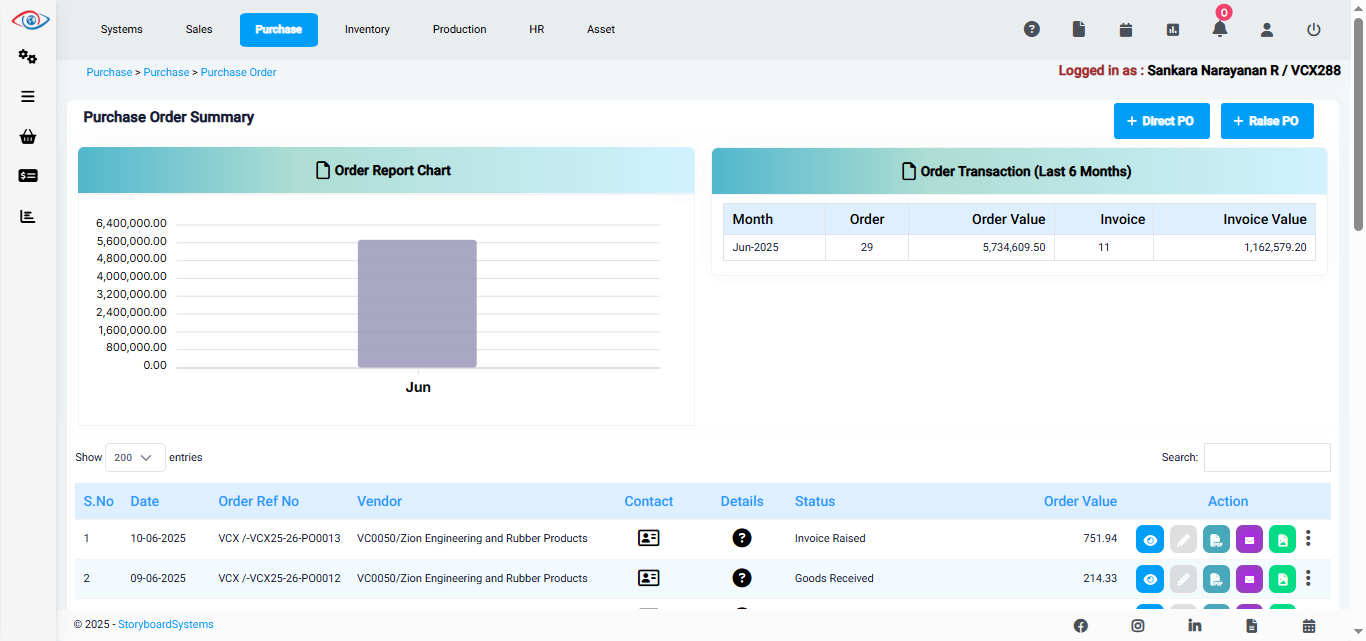 Systems Sales Purchase Inventory Production HR Asset 0
Purchase > Purchase > Purchase Order Logged in as : Sankara Narayanan R / VCX288
Purchase Order Summary + Direct PO + Raise PO
Order Report Chart
6,400,000.00
5,600,000.00
4,800,000.00
4,000,000.00
3,200,000.00
2,400,000.00
1,600,000.00
800,000.00
0.00
Jun
Order Transaction (Last 6 Months)
Month Order Order Value Invoice Invoice Value
Jun-2025 29 5,734,609.50 11 1,162,579.20
Show 200 entries Search:
S.No Date Order Ref No Vendor Contact Details Status Order Value Action
1 10-06-2025 VCX /-VCX25-26-PO0013 VC0050/Zion Engineering and Rubber Products Invoice Raised 751.94
2 09-06-2025 VCX /-VCX25-26-PO0012 VC0050/Zion Engineering and Rubber Products Goods Received 214.33
© 2025 - StoryboardSystems